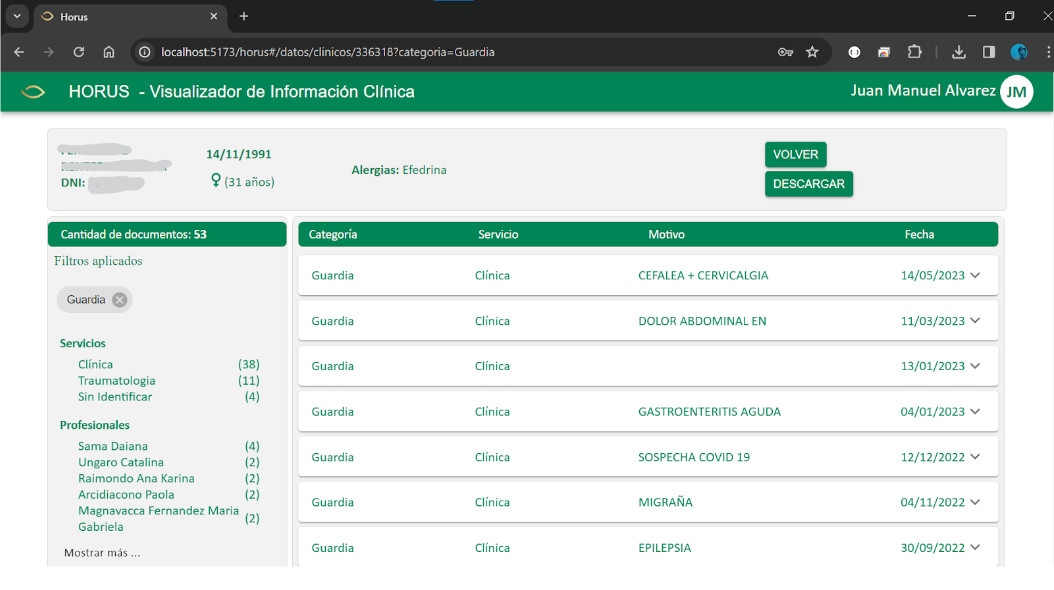 Horus
localhost:5173/horus#/datos/clinicos/336318?categoria=Guardia
HORUS - Visualizador de Información Clínica
Juan Manuel Alvarez JM
14/11/1991
(31 años)
DNI:
Alergias: Efedrina
VOLVER
DESCARGAR
Cantidad de documentos: 53
Filtros aplicados
Guardia
Servicios
Clínica (38)
Traumatologia (11)
Sin Identificar (4)
Profesionales
Sama Daiana (4)
Ungaro Catalina (2)
Raimondo Ana Karina (2)
Arcidiacono Paola (2)
Magnavacca Fernandez Maria
Gabriela (2)
Mostrar más ...
Categoría Servicio Motivo Fecha
Guardia Clínica CEFALEA + CERVICALGIA 14/05/2023
Guardia Clínica DOLOR ABDOMINAL EN 11/03/2023
Guardia Clínica 13/01/2023
Guardia Clínica GASTROENTERITIS AGUDA 04/01/2023
Guardia Clínica SOSPECHA COVID 19 12/12/2022
Guardia Clínica MIGRAÑA 04/11/2022
Guardia Clínica EPILEPSIA 30/09/2022